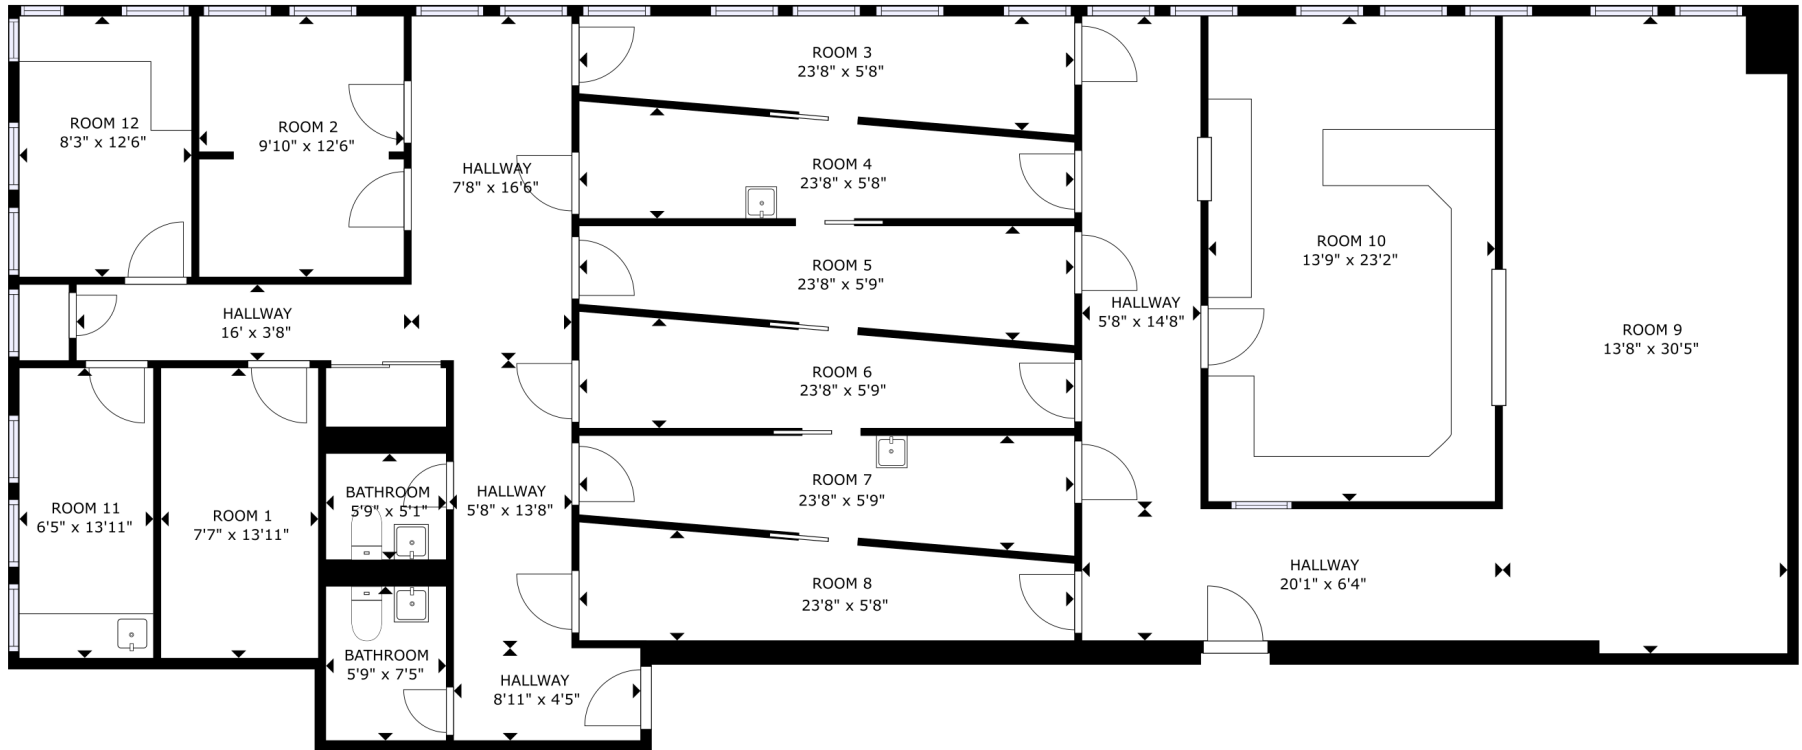 ROOM 12
8'3" x 12'6"
ROOM 2
9'10" x 12'6"
HALLWAY
7'8" x 16'6"
ROOM 3
23'8" x 5'8"
ROOM 4
23'8" x 5'8"
ROOM 5
23'8" x 5'9"
ROOM 6
23'8" x 5'9"
ROOM 7
23'8" x 5'9"
ROOM 8
23'8" x 5'8"
HALLWAY
5'8" x 14'8"
ROOM 10
13'9" x 23'2"
ROOM 9
13'8" x 30'5"
HALLWAY
16' x 3'8"
ROOM 11
6'5" x 13'11"
ROOM 1
7'7" x 13'11"
BATHROOM
5'9" x 5'1"
HALLWAY
5'8" x 13'8"
BATHROOM
5'9" x 7'5"
HALLWAY
8'11" x 4'5"
HALLWAY
20'1" x 6'4"